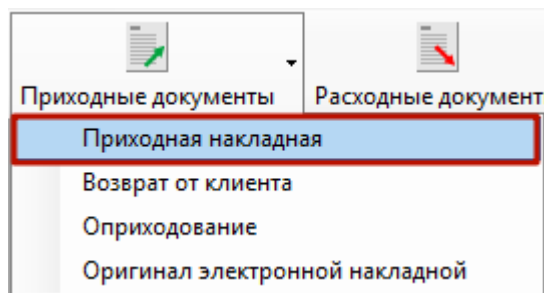 Приходные документы
Расходные документ
Приходная накладная
Возврат от клиента
Оприходование
Оригинал электронной накладной